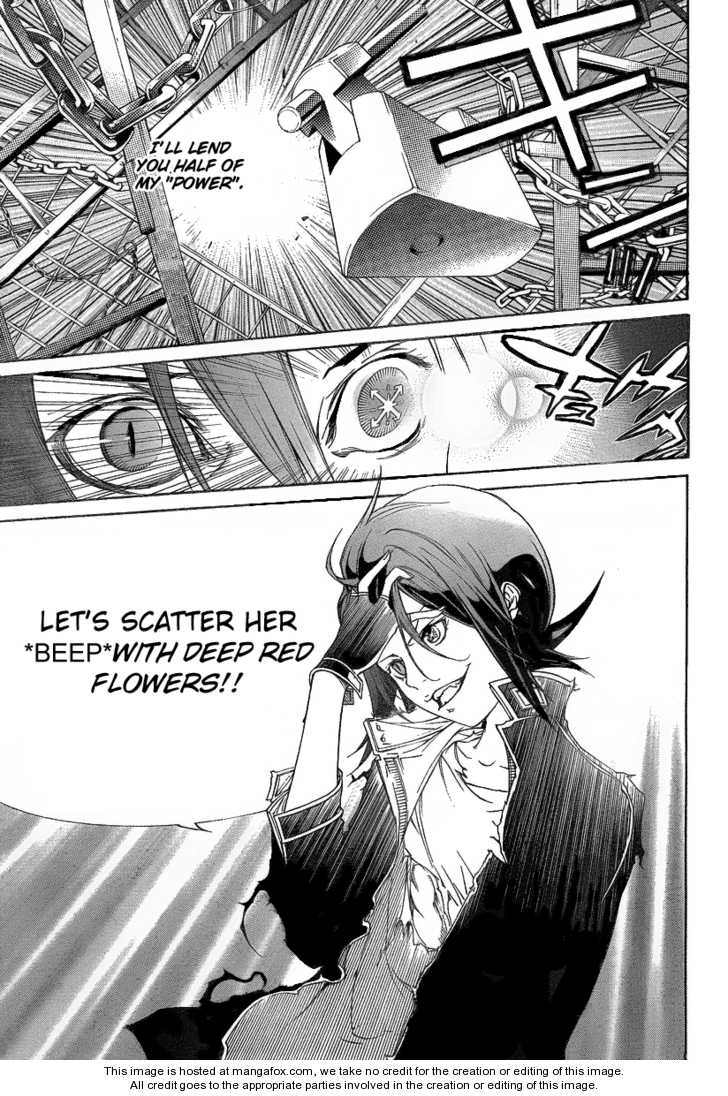 I'LL LEND
YOU HALF OF
MY "POWER".
LET'S SCATTER HER
*BEEP*WITH DEEP RED
FLOWERS!!
This image is hosted at mangafox.com, we take no credit for the creation or editing of this image.
All credit goes to the appropriate parties involved in the creation or editing of this image.